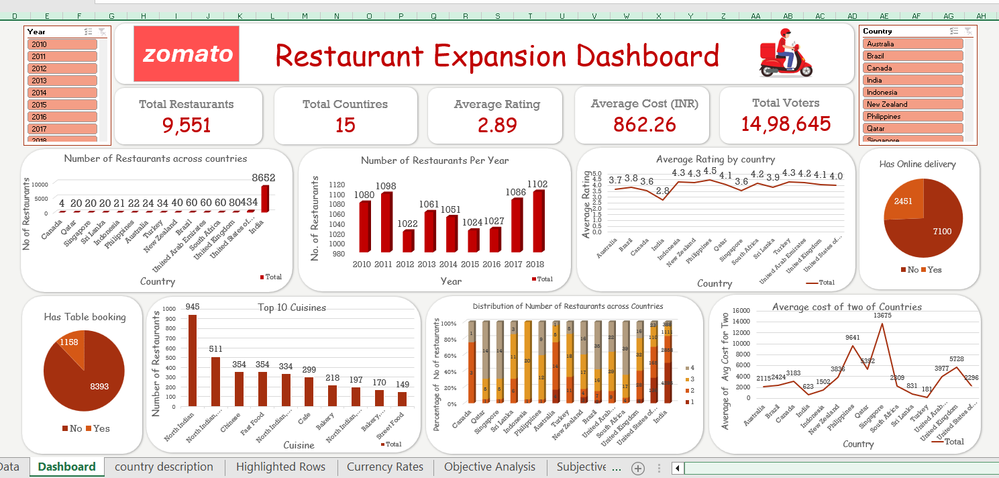 D E F G H I J K L M N O P Q R S T U V W X Y Z AA AB AC AD AE AF AG AH
Year
2010
2011
2012
2013
2014
2015
2016
2017
2018
zomato
Restaurant Expansion Dashboard
Country
Australia
Brazil
Canada
India
Indonesia
New Zealand
Philippines
Qatar
Singapore
Total Restaurants
9,551
Total Countires
15
Average Rating
2.89
Average Cost (INR)
862.26
Total Voters
14,98,645
Number of Restaurants across countries
No of Restaurants
10000
5000
0
4 20 20 20 21 22 24 34 40 60 60 60 80 434 8652
Canada
Qatar
Singapore
Sri Lanka
Indonesia
Philippines
Australia
Turkey
New Zealand
Brazil
United Arab Emirates
South Africa
United Kingdom
United States of...
India
Country
Total
Number of Restaurants Per Year
No. of Restaurants
1120
1100
1080
1060
1040
1020
1000
980
1080 1098 1022 1061 1051 1024 1027 1086 1102
2010 2011 2012 2013 2014 2015 2016 2017 2018
Year
Total
Average Rating by country
Average Rating
5.0
4.5
4.0
3.5
3.0
2.5
2.0
1.5
1.0
0.5
0.0
3.7 3.8 3.6 2.8 4.3 4.3 4.5 4.1 3.6 4.2 3.9 4.3 4.2 4.1 4.0
Australia
Brazil
Canada
India
Indonesia
New Zealand
Philippines
Qatar
Singapore
South Africa
Sri Lanka
Turkey
United Arab Emirates
United Kingdom
United States of...
Country
Total
Has Online delivery
2451
7100
No Yes
Has Table booking
1158
8393
No Yes
Top 10 Cuisines
Number of Restaurants
1000
900
800
700
600
500
400
300
200
100
0
945 511 354 354 334 299 218 197 170 149
North Indian
North Indian,...
Chinese
Fast Food
North Indian,...
Cafe
Bakery
North Indian,...
Bakery,...
Street Food
Cuisine
Total
Distribution of Number of Restaurants across Countries
Percentage of No of restaurants
100%
80%
60%
40%
20%
0%
Canada
Qatar
Singapore
Sri Lanka
Indonesia
Philippines
Australia
Turkey
New Zealand
Brazil
United Arab...
South Africa
United Kingdom
United States of...
India
4
3
2
1
Average cost of two of Countries
Average of Avg Cost for Two
16000
14000
12000
10000
8000
6000
4000
2000
0
2115 2424 3183 623 1502 3836 9641 5392 13675 2309 831 181 3977 5728 2296
Australia
Brazil
Canada
India
Indonesia
New Zealand
Philippines
Qatar
Singapore
South Africa
Sri Lanka
Turkey
United Arab...
United Kingdom
United States of...
Country
Total
Data
Dashboard
country description
Highlighted Rows
Currency Rates
Objective Analysis
Subjective ...